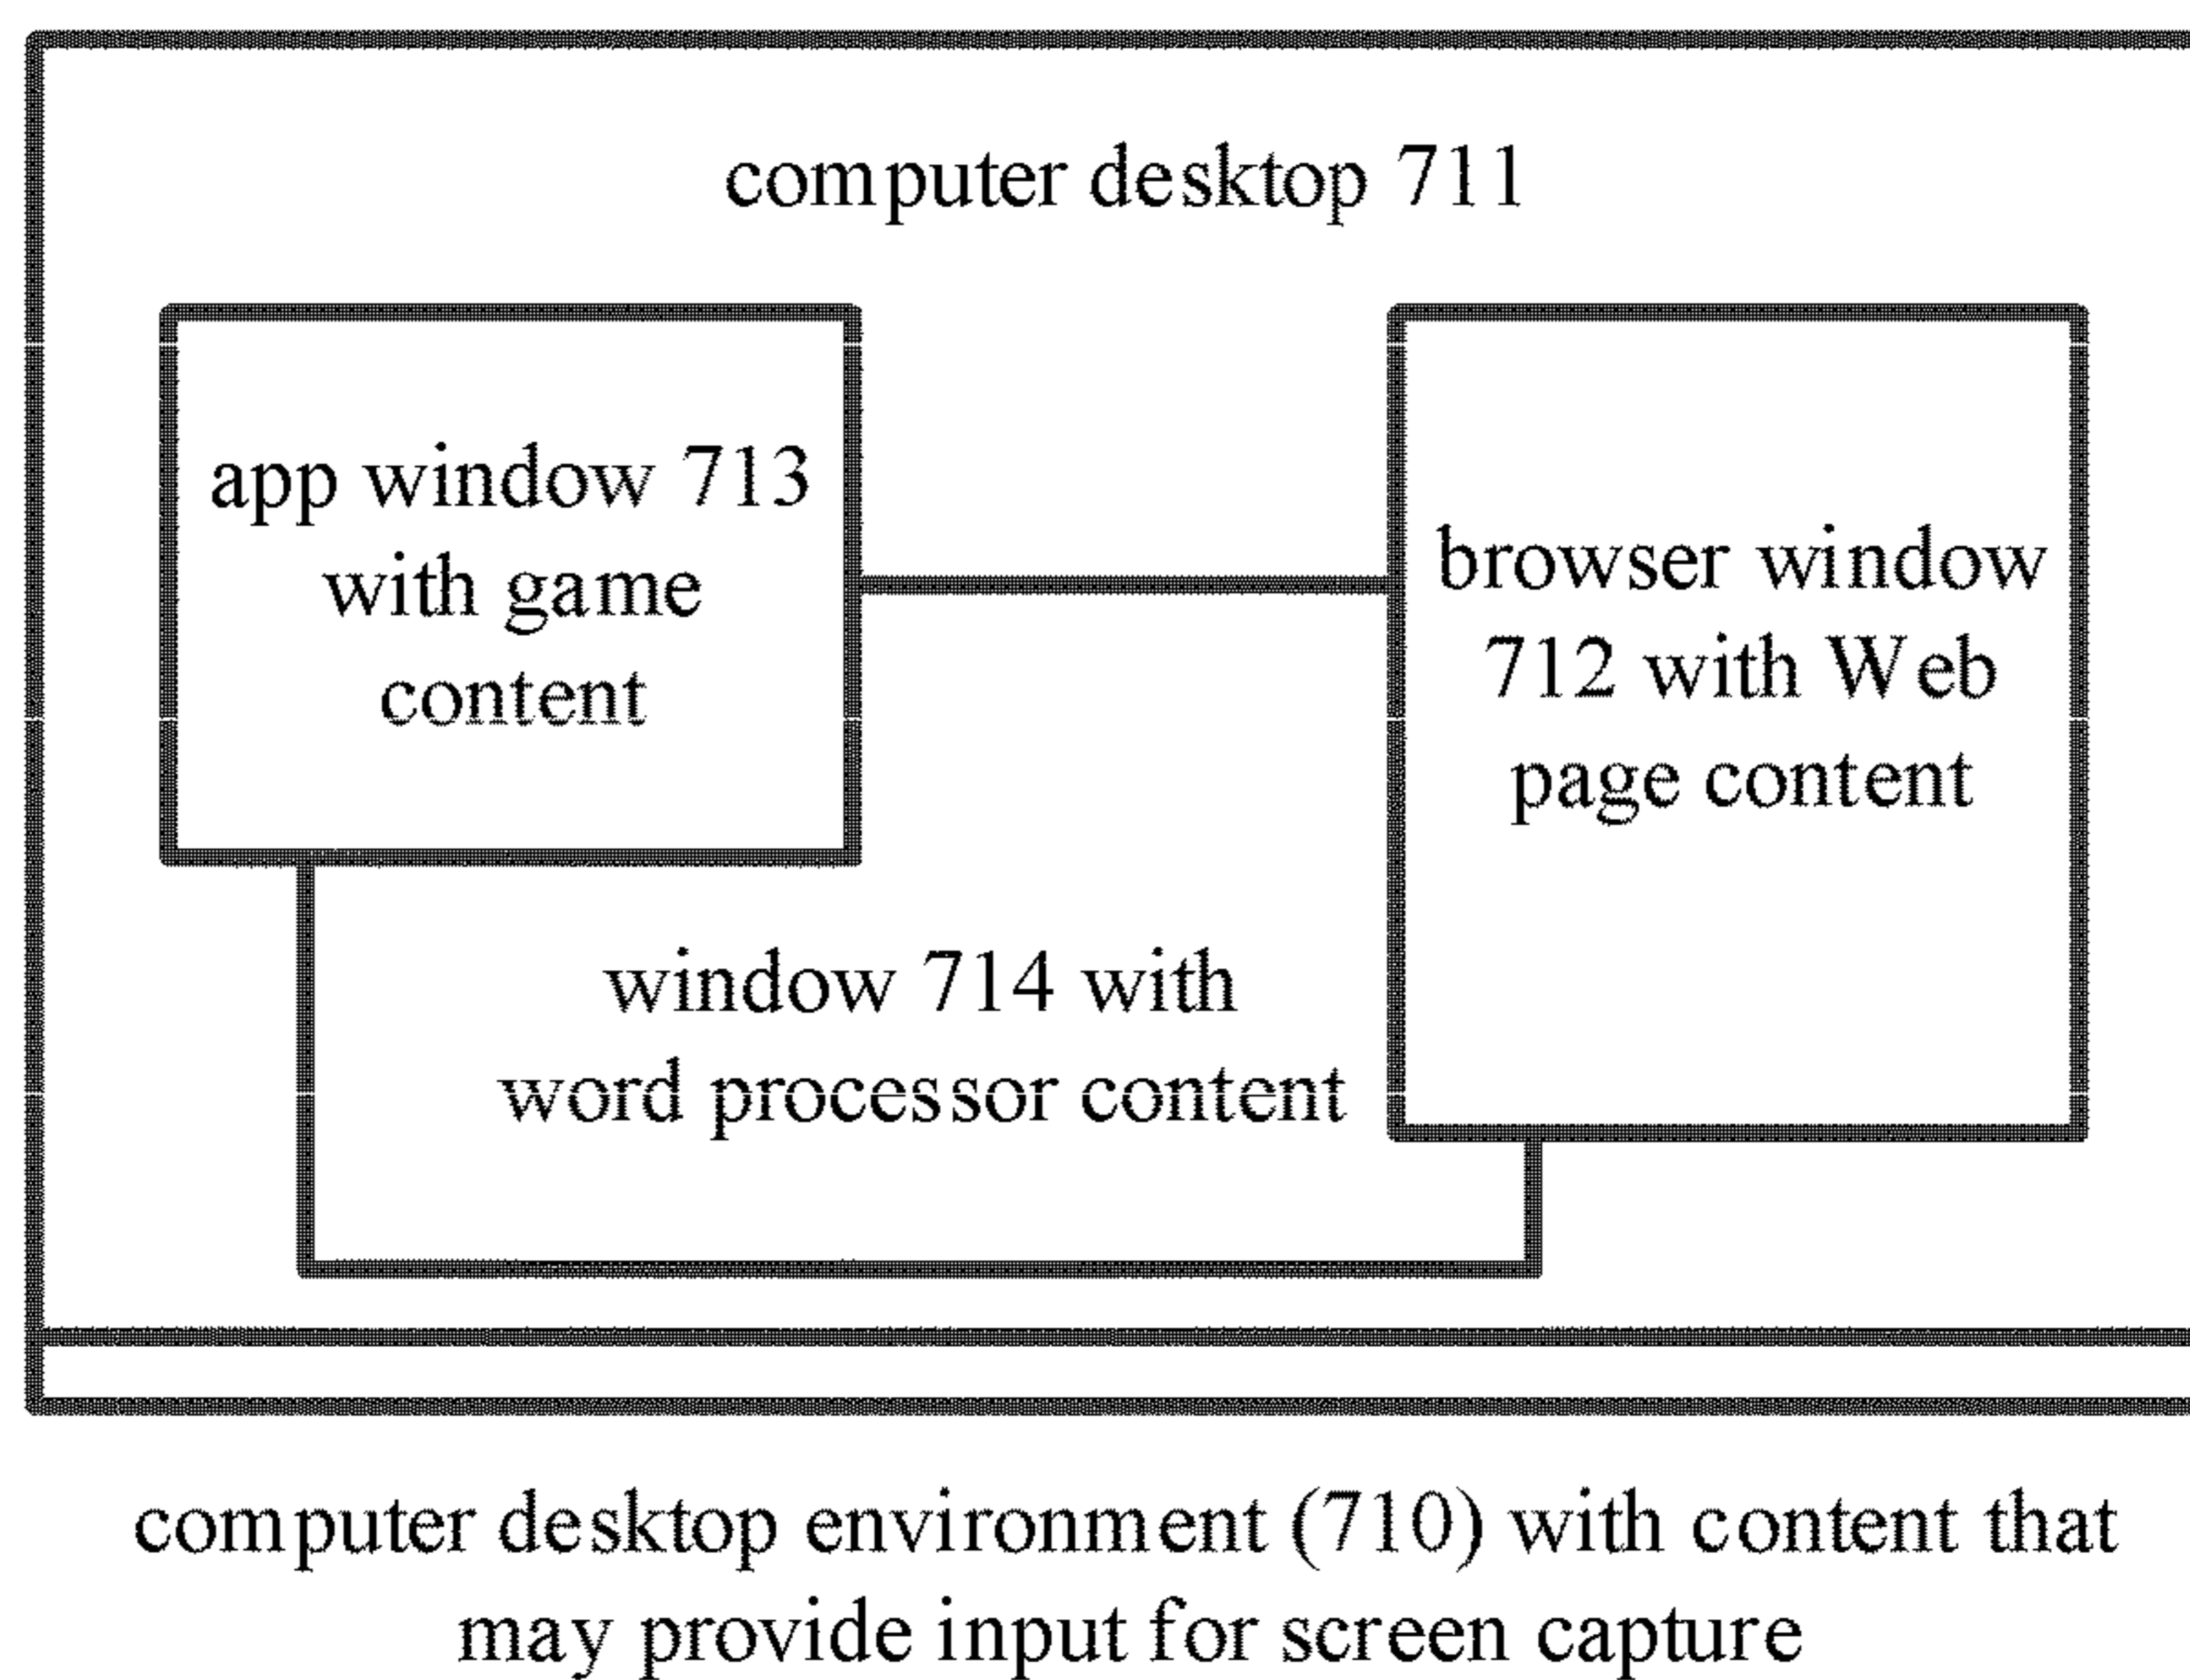 computer desktop 711
app window 713
with game
content
browser window
712 with Web
page content
window 714 with
word processor content
computer desktop environment (710) with content that
may provide input for screen capture